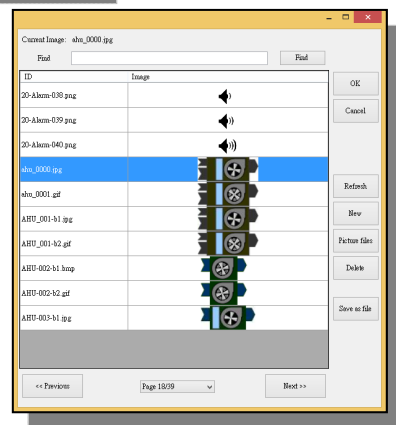 Current Image: ahu_0000.jpg
Find Find
ID Image
20-Alarm-038.png
20-Alarm-039.png
20-Alarm-040.png
ahu_0000.jpg
ahu_0001.gif
AHU_001-b1.jpg
AHU_001-b2.gif
AHU-002-b1.bmp
AHU-002-b2.gif
AHU-003-b1.jpg
OK
Cancel
Refresh
New
Picture files
Delete
Save as file
<< Previous Page 18/39 Next >>